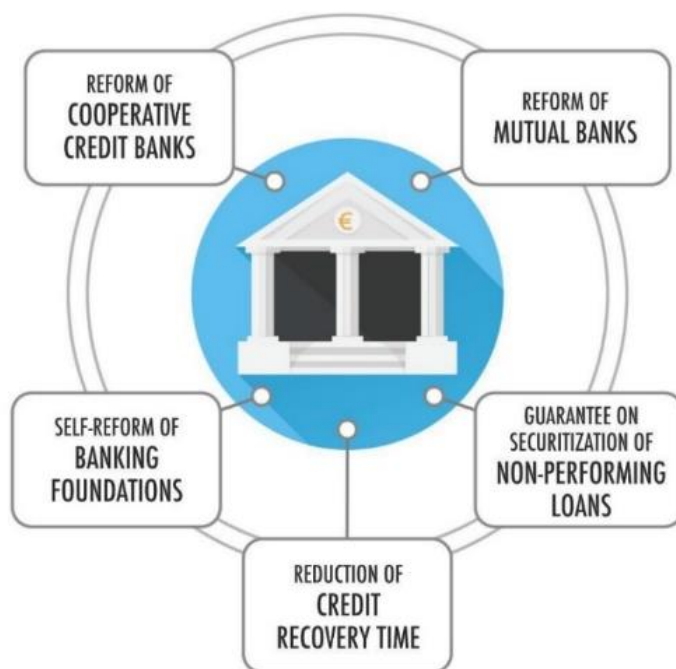 REFORM OF
COOPERATIVE
CREDIT BANKS
REFORM OF
MUTUAL BANKS
€
SELF-REFORM OF
BANKING
FOUNDATIONS
GUARANTEE ON
SECURITIZATION OF
NON-PERFORMING
LOANS
REDUCTION OF
CREDIT
RECOVERY TIME